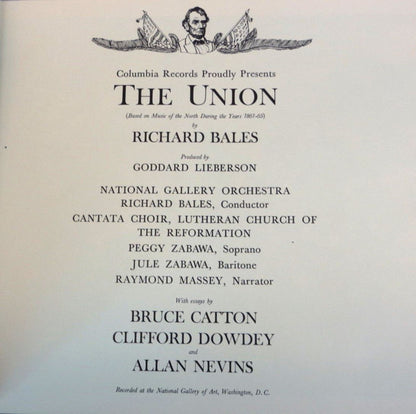 Columbia Records Proudly Presents
THE UNION
(Based on Music of the North During the Years 1861-65)
by
RICHARD BALES
Produced by
GODDARD LIEBERSON
NATIONAL GALLERY ORCHESTRA
RICHARD BALES, Conductor
CANTATA CHOIR, LUTHERAN CHURCH OF
THE REFORMATION
PEGGY ZABAWA, Soprano
JULE ZABAWA, Baritone
RAYMOND MASSEY, Narrator
With essays by
BRUCE CATTON
CLIFFORD DOWDEY
and
ALLAN NEVINS
Recorded at the National Gallery of Art, Washington, D. C.